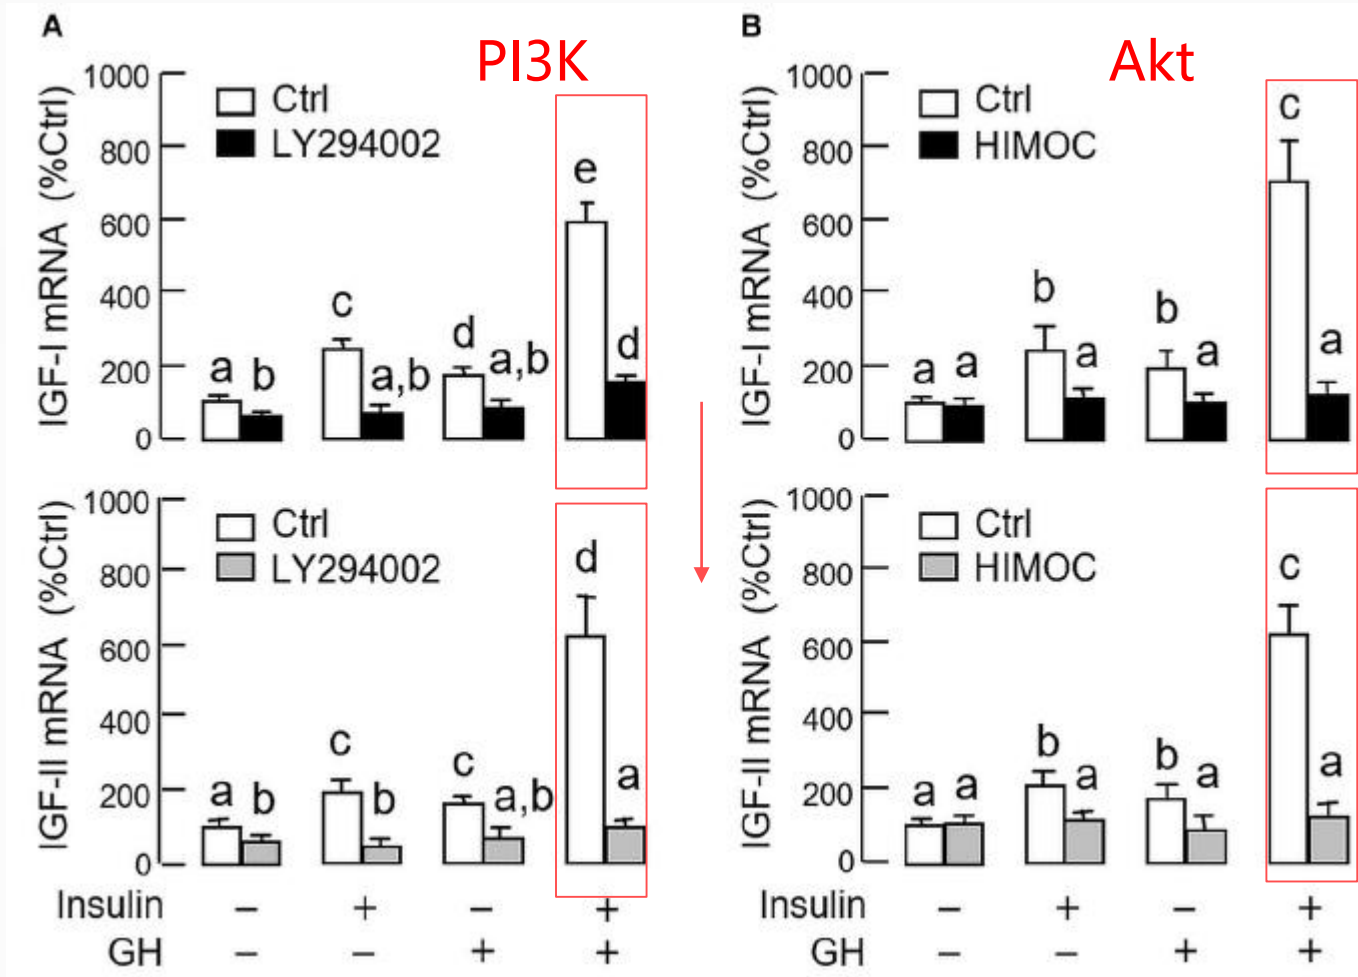 A
PI3K
IGF-I mRNA (%Ctrl)
1000
800
600
400
200
0
Ctrl
LY294002
a
b
c
a,b
d
a,b
e
d
IGF-II mRNA (%Ctrl)
1000
800
600
400
200
0
Ctrl
LY294002
a
b
c
b
c
a,b
d
a
Insulin – + – +
GH – – + +
B
Akt
IGF-I mRNA (%Ctrl)
1000
800
600
400
200
0
Ctrl
HIMOC
a
a
b
a
b
a
c
a
IGF-II mRNA (%Ctrl)
1000
800
600
400
200
0
Ctrl
HIMOC
a
a
b
a
b
a
c
a
Insulin – + – +
GH – – + +